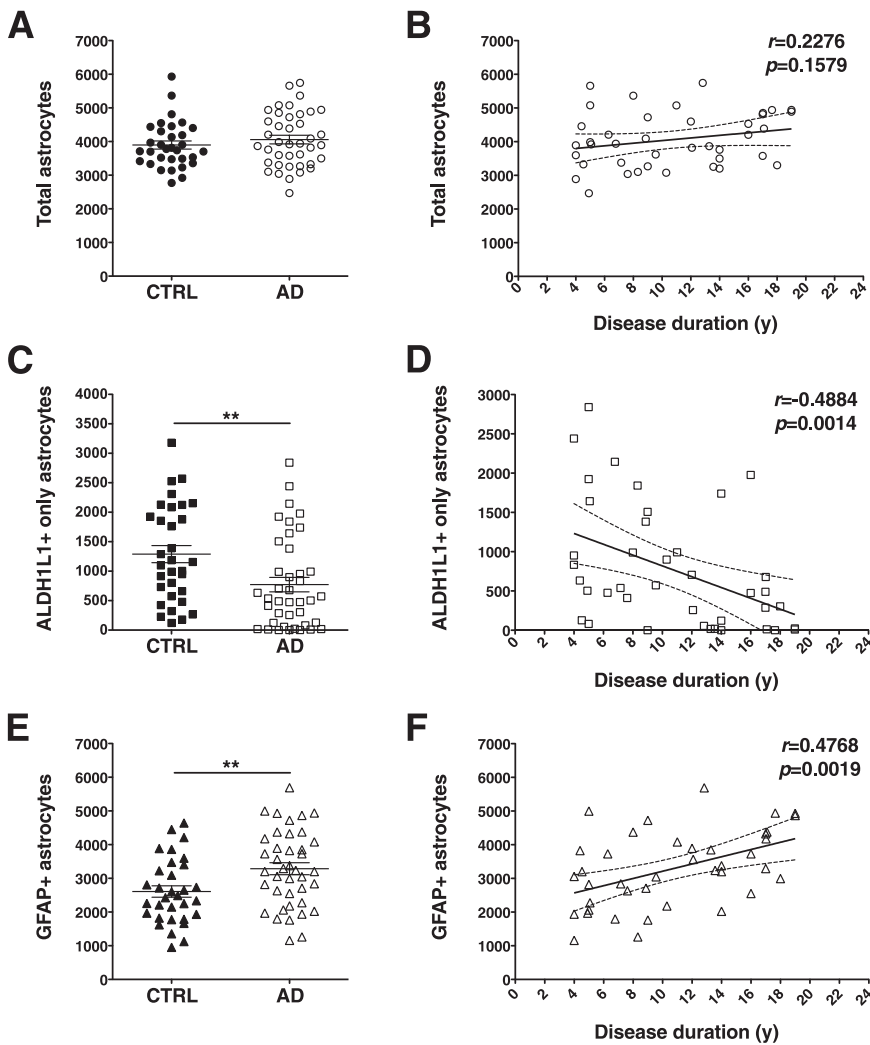 A
Total astrocytes
7000
6000
5000
4000
3000
2000
1000
0
CTRL
AD
B
Total astrocytes
r=0.2276
p=0.1579
7000
6000
5000
4000
3000
2000
1000
0
0 2 4 6 8 10 12 14 16 18 20 22 24
Disease duration (y)
C
ALDH1L1+ only astrocytes
4000
3500
3000
2500
2000
1500
1000
500
0
**
CTRL
AD
D
ALDH1L1+ only astrocytes
r=-0.4884
p=0.0014
3000
2500
2000
1500
1000
500
0
0 2 4 6 8 10 12 14 16 18 20 22 24
Disease duration (y)
E
GFAP+ astrocytes
7000
6000
5000
4000
3000
2000
1000
0
**
CTRL
AD
F
GFAP+ astrocytes
r=0.4768
p=0.0019
7000
6000
5000
4000
3000
2000
1000
0
0 2 4 6 8 10 12 14 16 18 20 22 24
Disease duration (y)